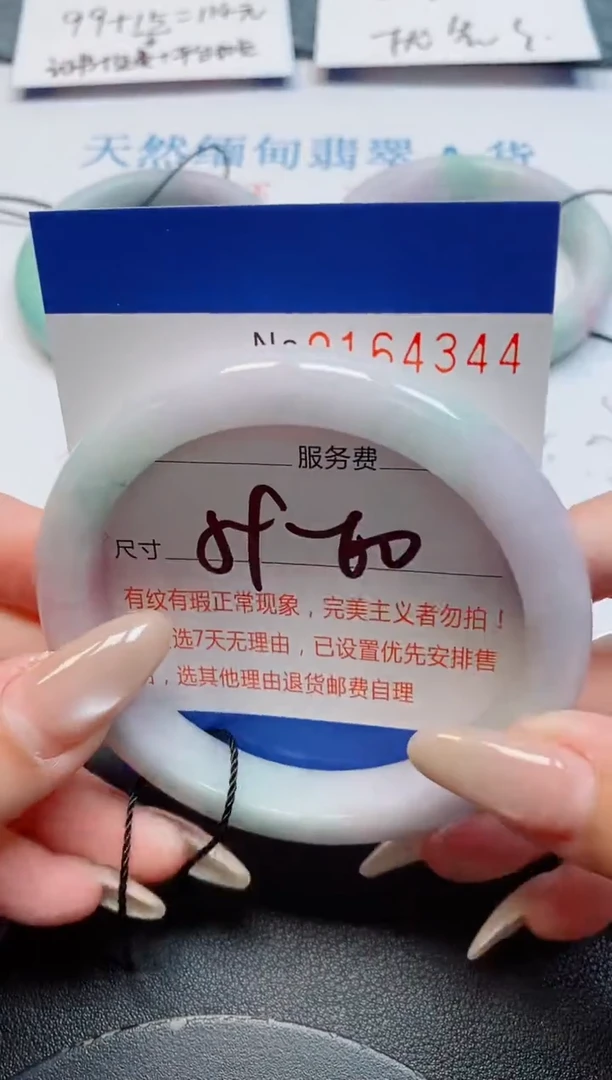 99+15=114元
天然缅甸翡翠A货
No 0164344
服务费
尺寸 54-60
有纹有瑕正常现象，完美主义者勿拍！
选7天无理由，已设置优先安排售
，选其他理由退货邮费自理